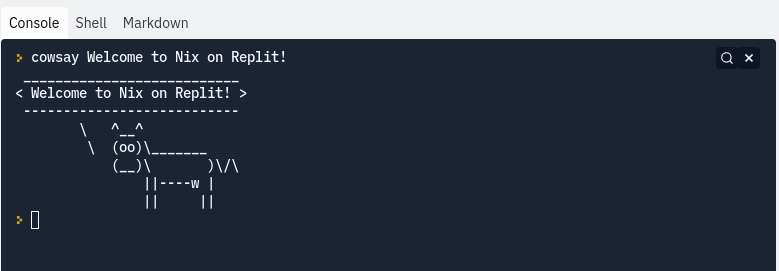 Console Shell Markdown
> cowsay Welcome to Nix on Replit!
 ___________________________
< Welcome to Nix on Replit! >
 ---------------------------
        \   ^__^
         \  (oo)\_______
            (__)\       )\/\
                ||----w |
                ||     ||
>